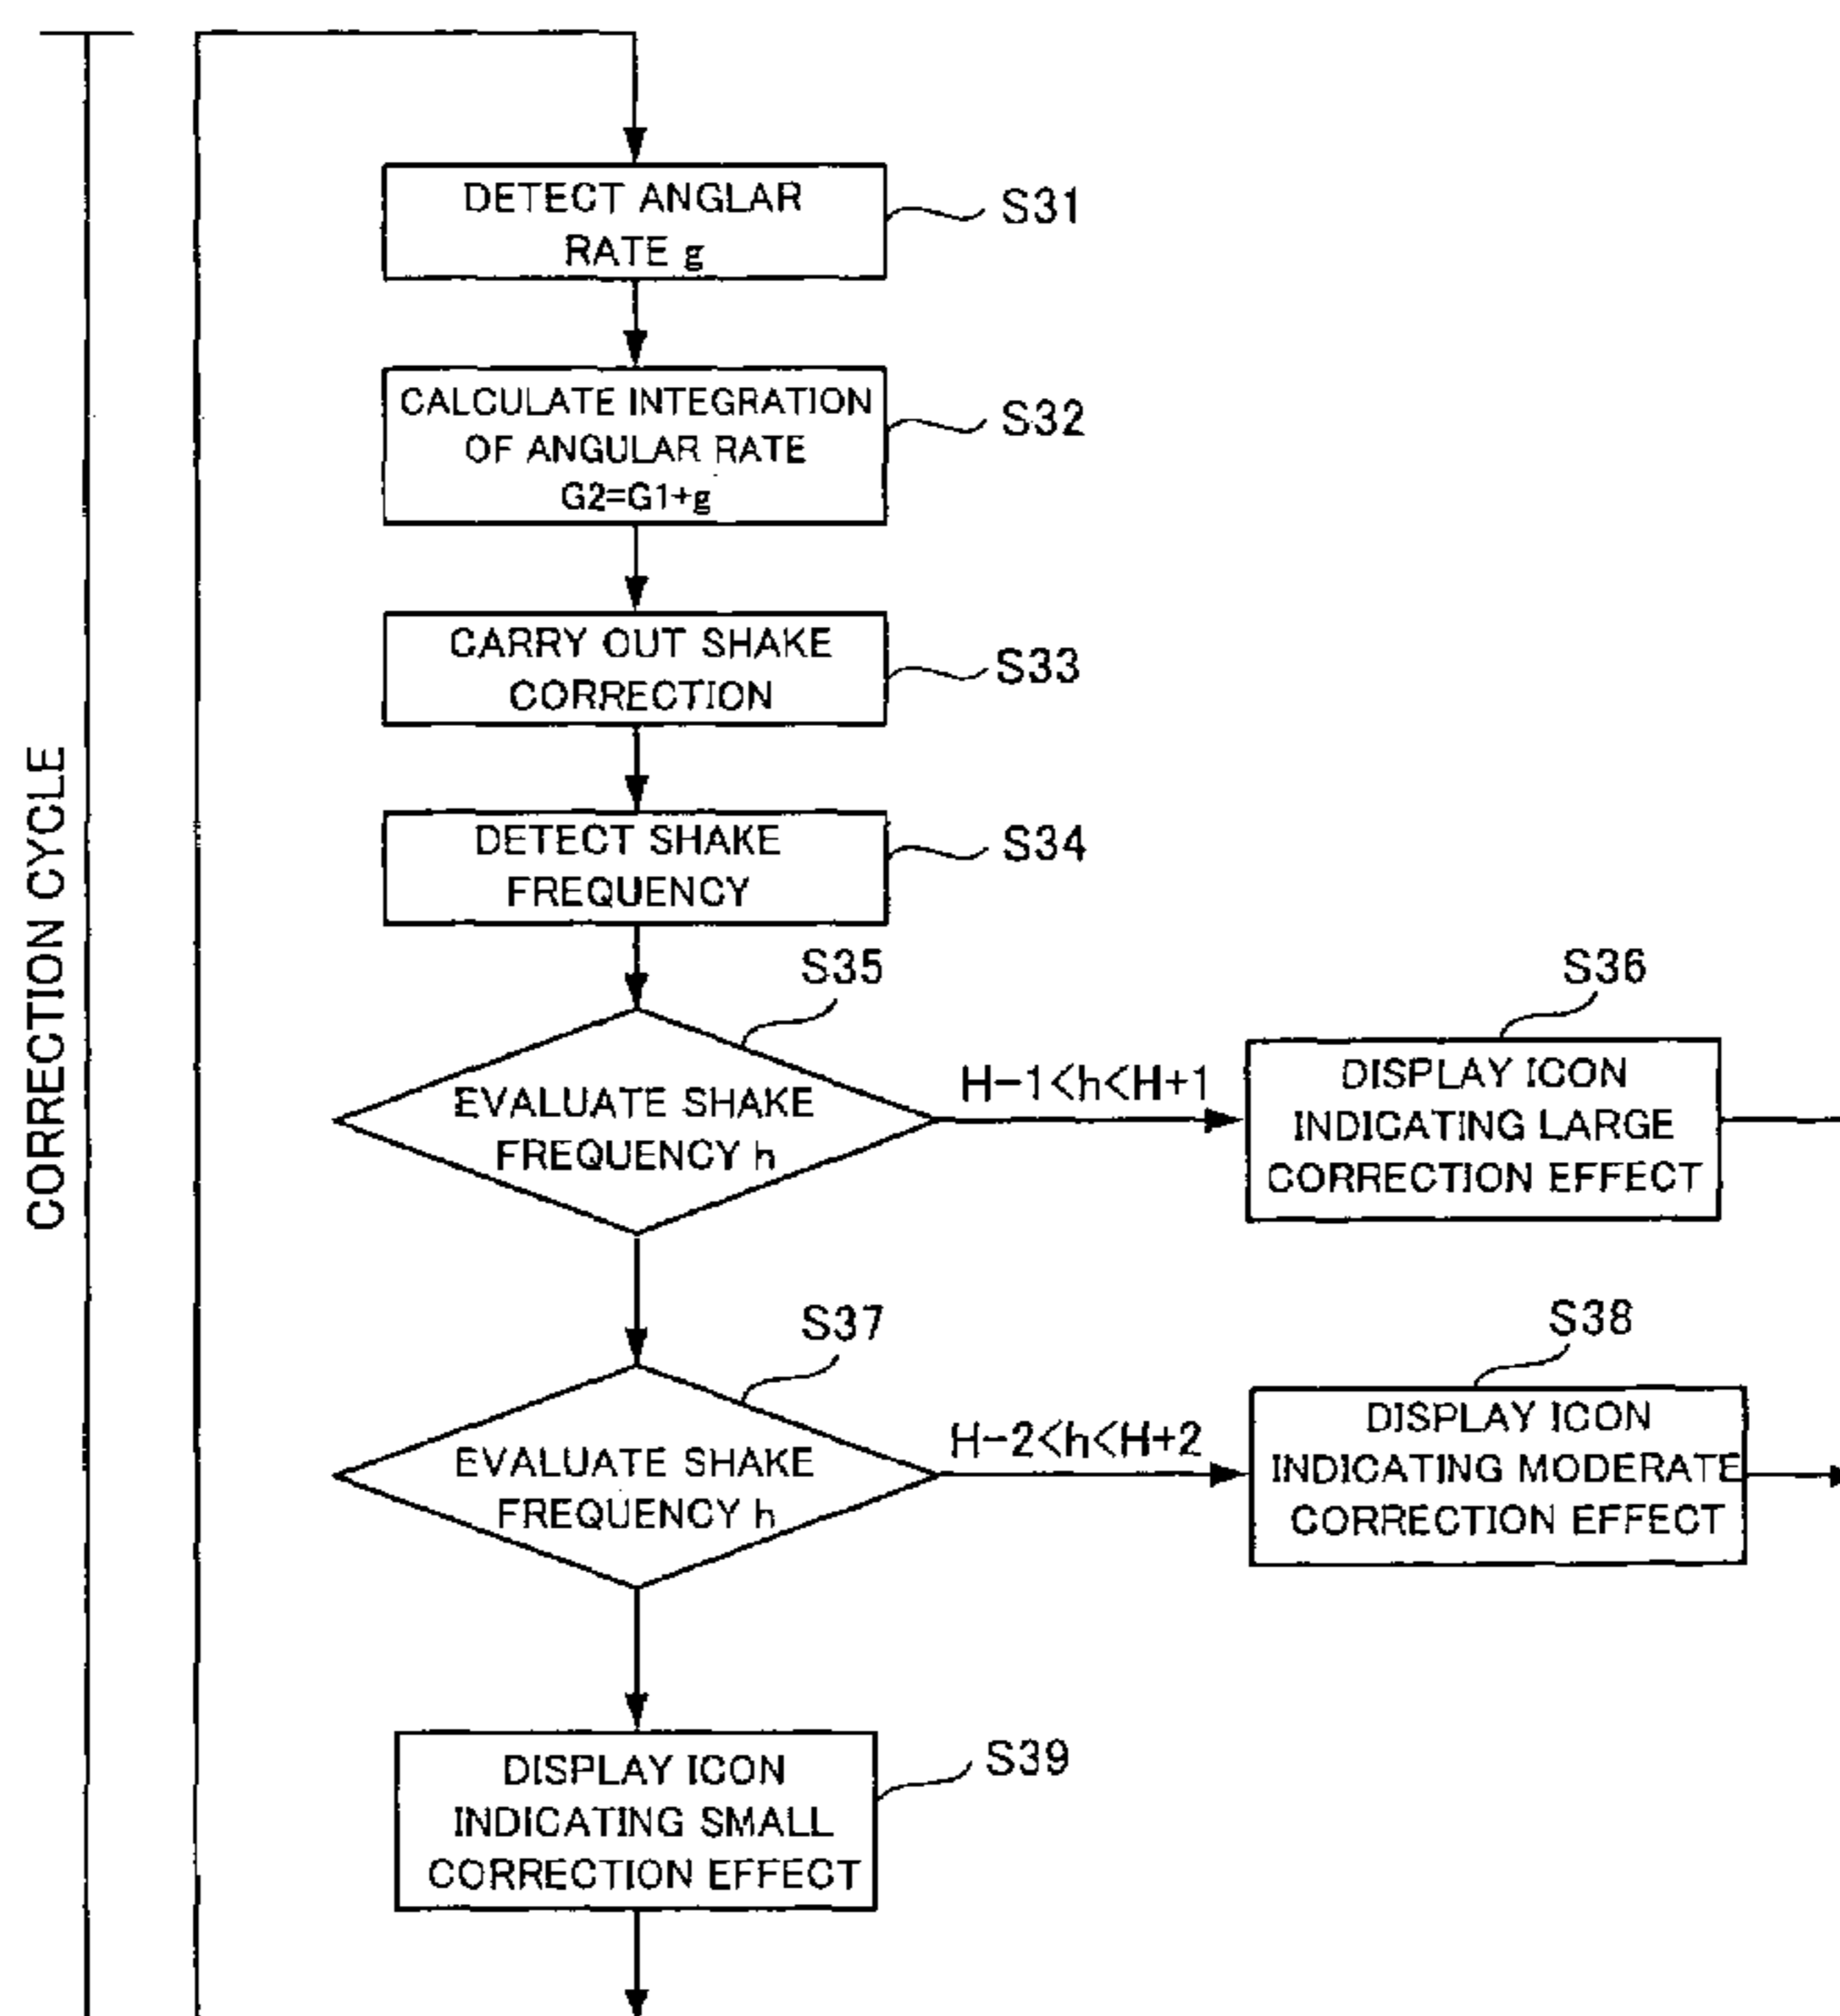 CORRECTION CYCLE
DETECT ANGLAR
RATE g
S31
CALCULATE INTEGRATION
OF ANGULAR RATE
G2=G1+g
S32
CARRY OUT SHAKE
CORRECTION
S33
DETECT SHAKE
FREQUENCY
S34
S35
EVALUATE SHAKE
FREQUENCY h
H-1<h<H+1
S36
DISPLAY ICON
INDICATING LARGE
CORRECTION EFFECT
S37
EVALUATE SHAKE
FREQUENCY h
H-2<h<H+2
S38
DISPLAY ICON
INDICATING MODERATE
CORRECTION EFFECT
DISPLAY ICON
INDICATING SMALL
CORRECTION EFFECT
S39